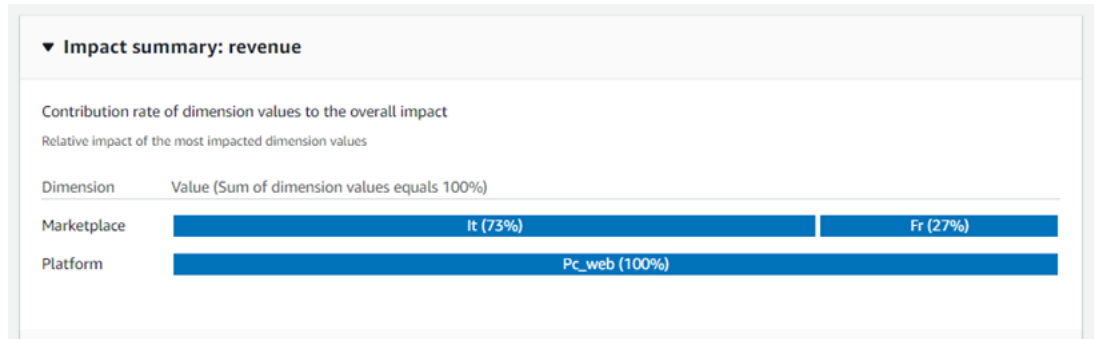 ▼ Impact summary: revenue
Contribution rate of dimension values to the overall impact
Relative impact of the most impacted dimension values
Dimension Value (Sum of dimension values equals 100%)
Marketplace It (73%) Fr (27%)
Platform Pc_web (100%)